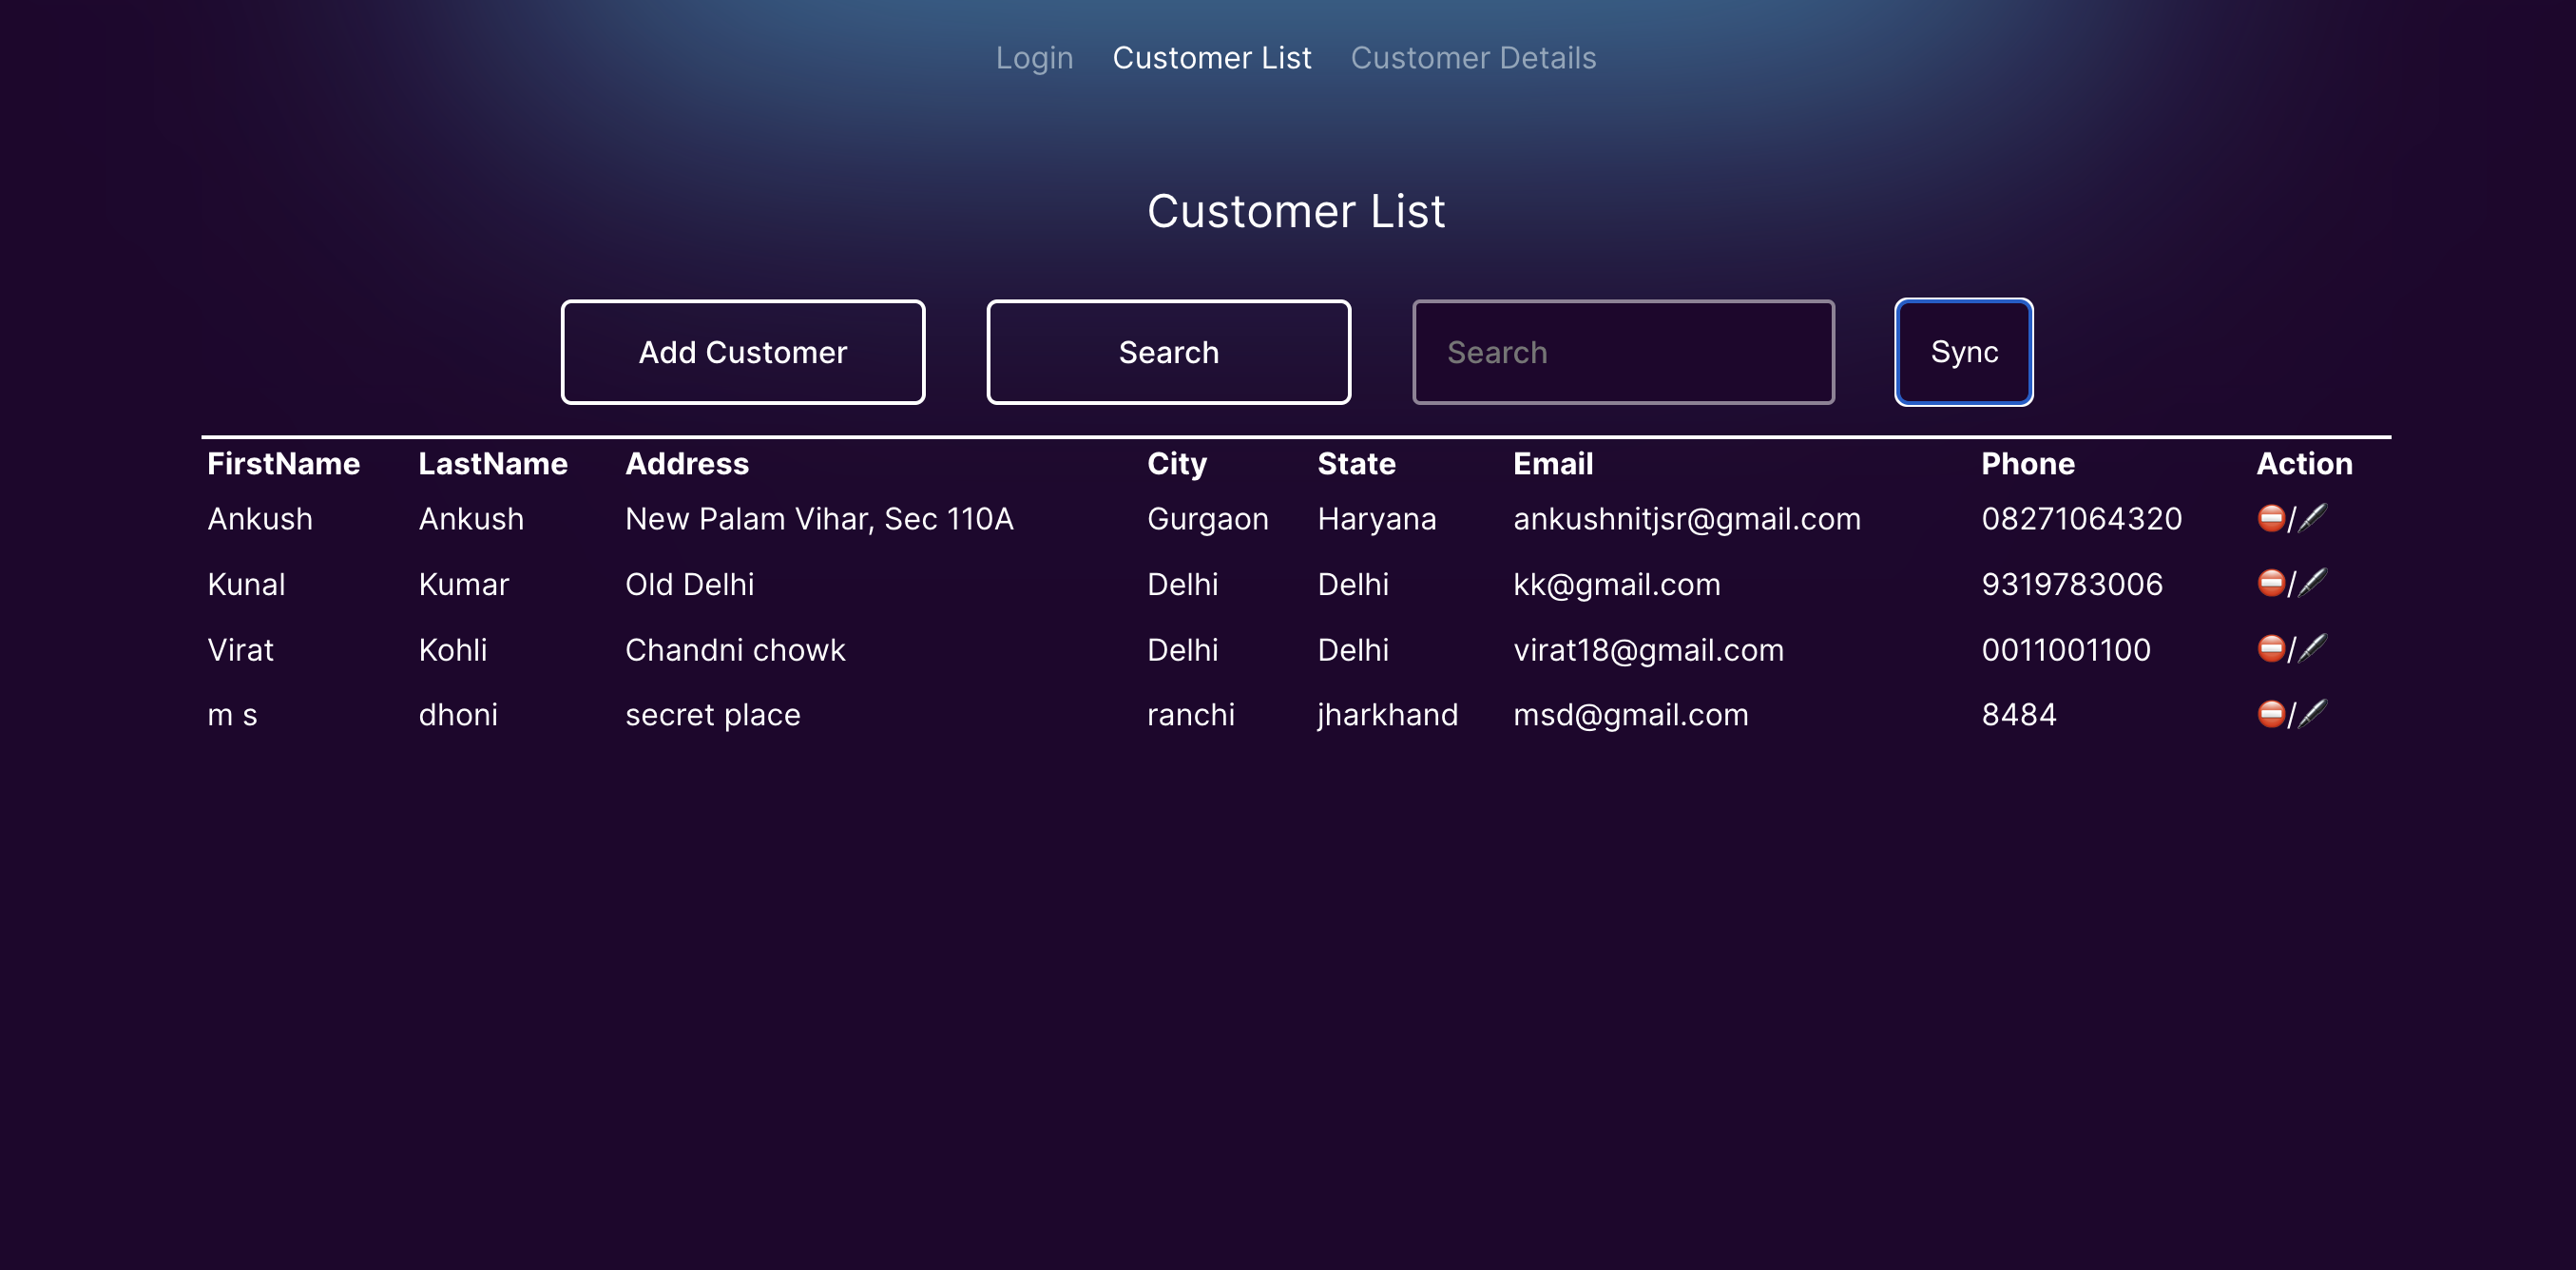 Login Customer List Customer Details
Customer List
Add Customer Search Search Sync
FirstName LastName Address City State Email Phone Action
Ankush Ankush New Palam Vihar, Sec 110A Gurgaon Haryana ankushnitjsr@gmail.com 08271064320 ⛔/🖋
Kunal Kumar Old Delhi Delhi Delhi kk@gmail.com 9319783006 ⛔/🖋
Virat Kohli Chandni chowk Delhi Delhi virat18@gmail.com 0011001100 ⛔/🖋
m s dhoni secret place ranchi jharkhand msd@gmail.com 8484 ⛔/🖋